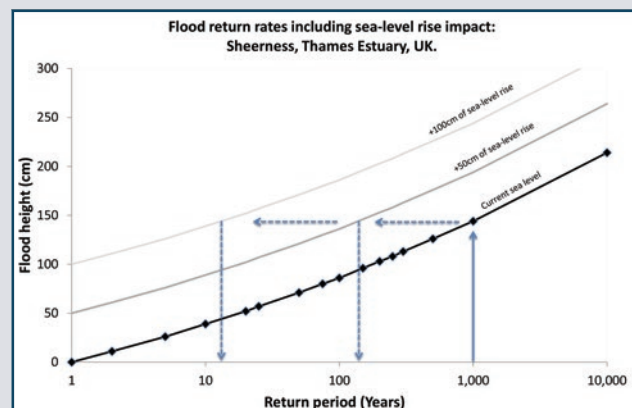 Flood return rates including sea-level rise impact:
Sheerness, Thames Estuary, UK.
Flood height (cm)
300
250
200
150
100
50
0
+100cm of sea-level rise
+50cm of sea-level rise
Current sea level
1
10
100
1,000
10,000
Return period (Years)